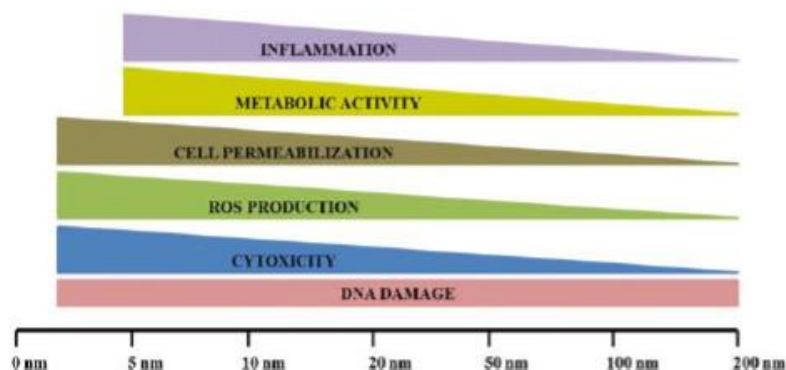 INFLAMMATION
METABOLIC ACTIVITY
CELL PERMEABILIZATION
ROS PRODUCTION
CYTOXICITY
DNA DAMAGE
0 nm 5 nm 10 nm 20 nm 50 nm 100 nm 200 nm